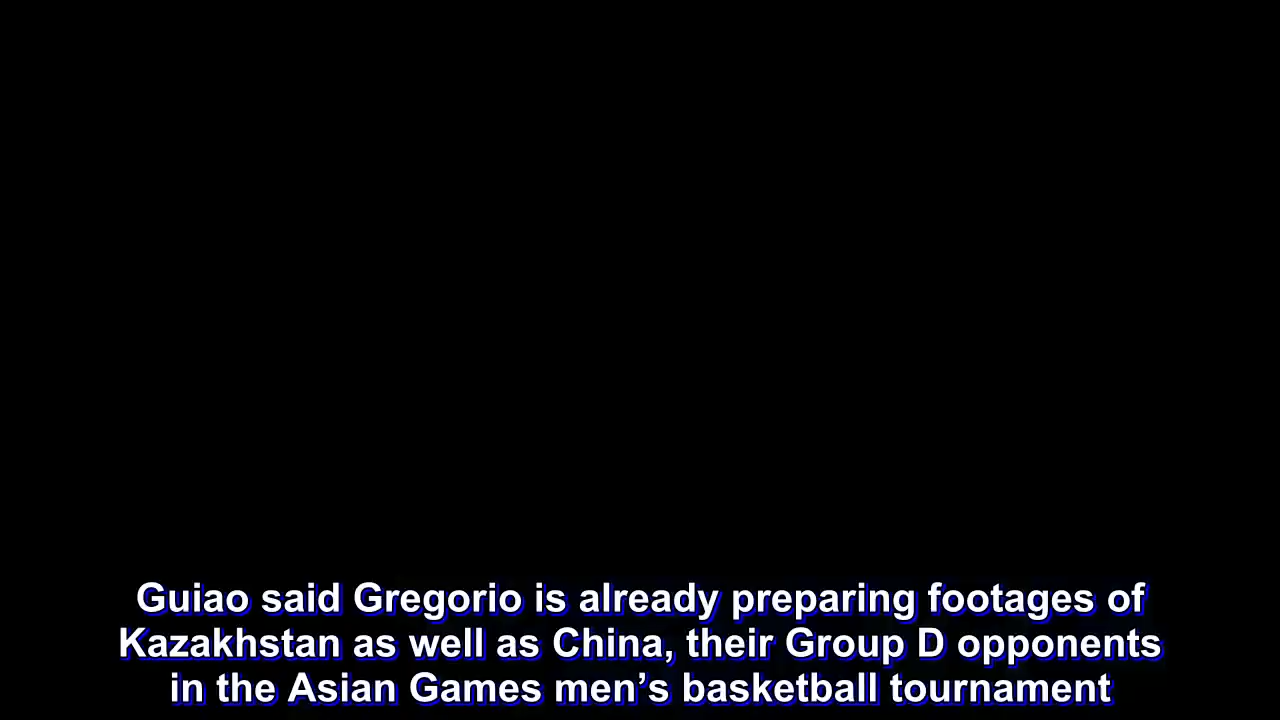 Guiao said Gregorio is already preparing footages of
Kazakhstan as well as China, their Group D opponents
in the Asian Games men’s basketball tournament